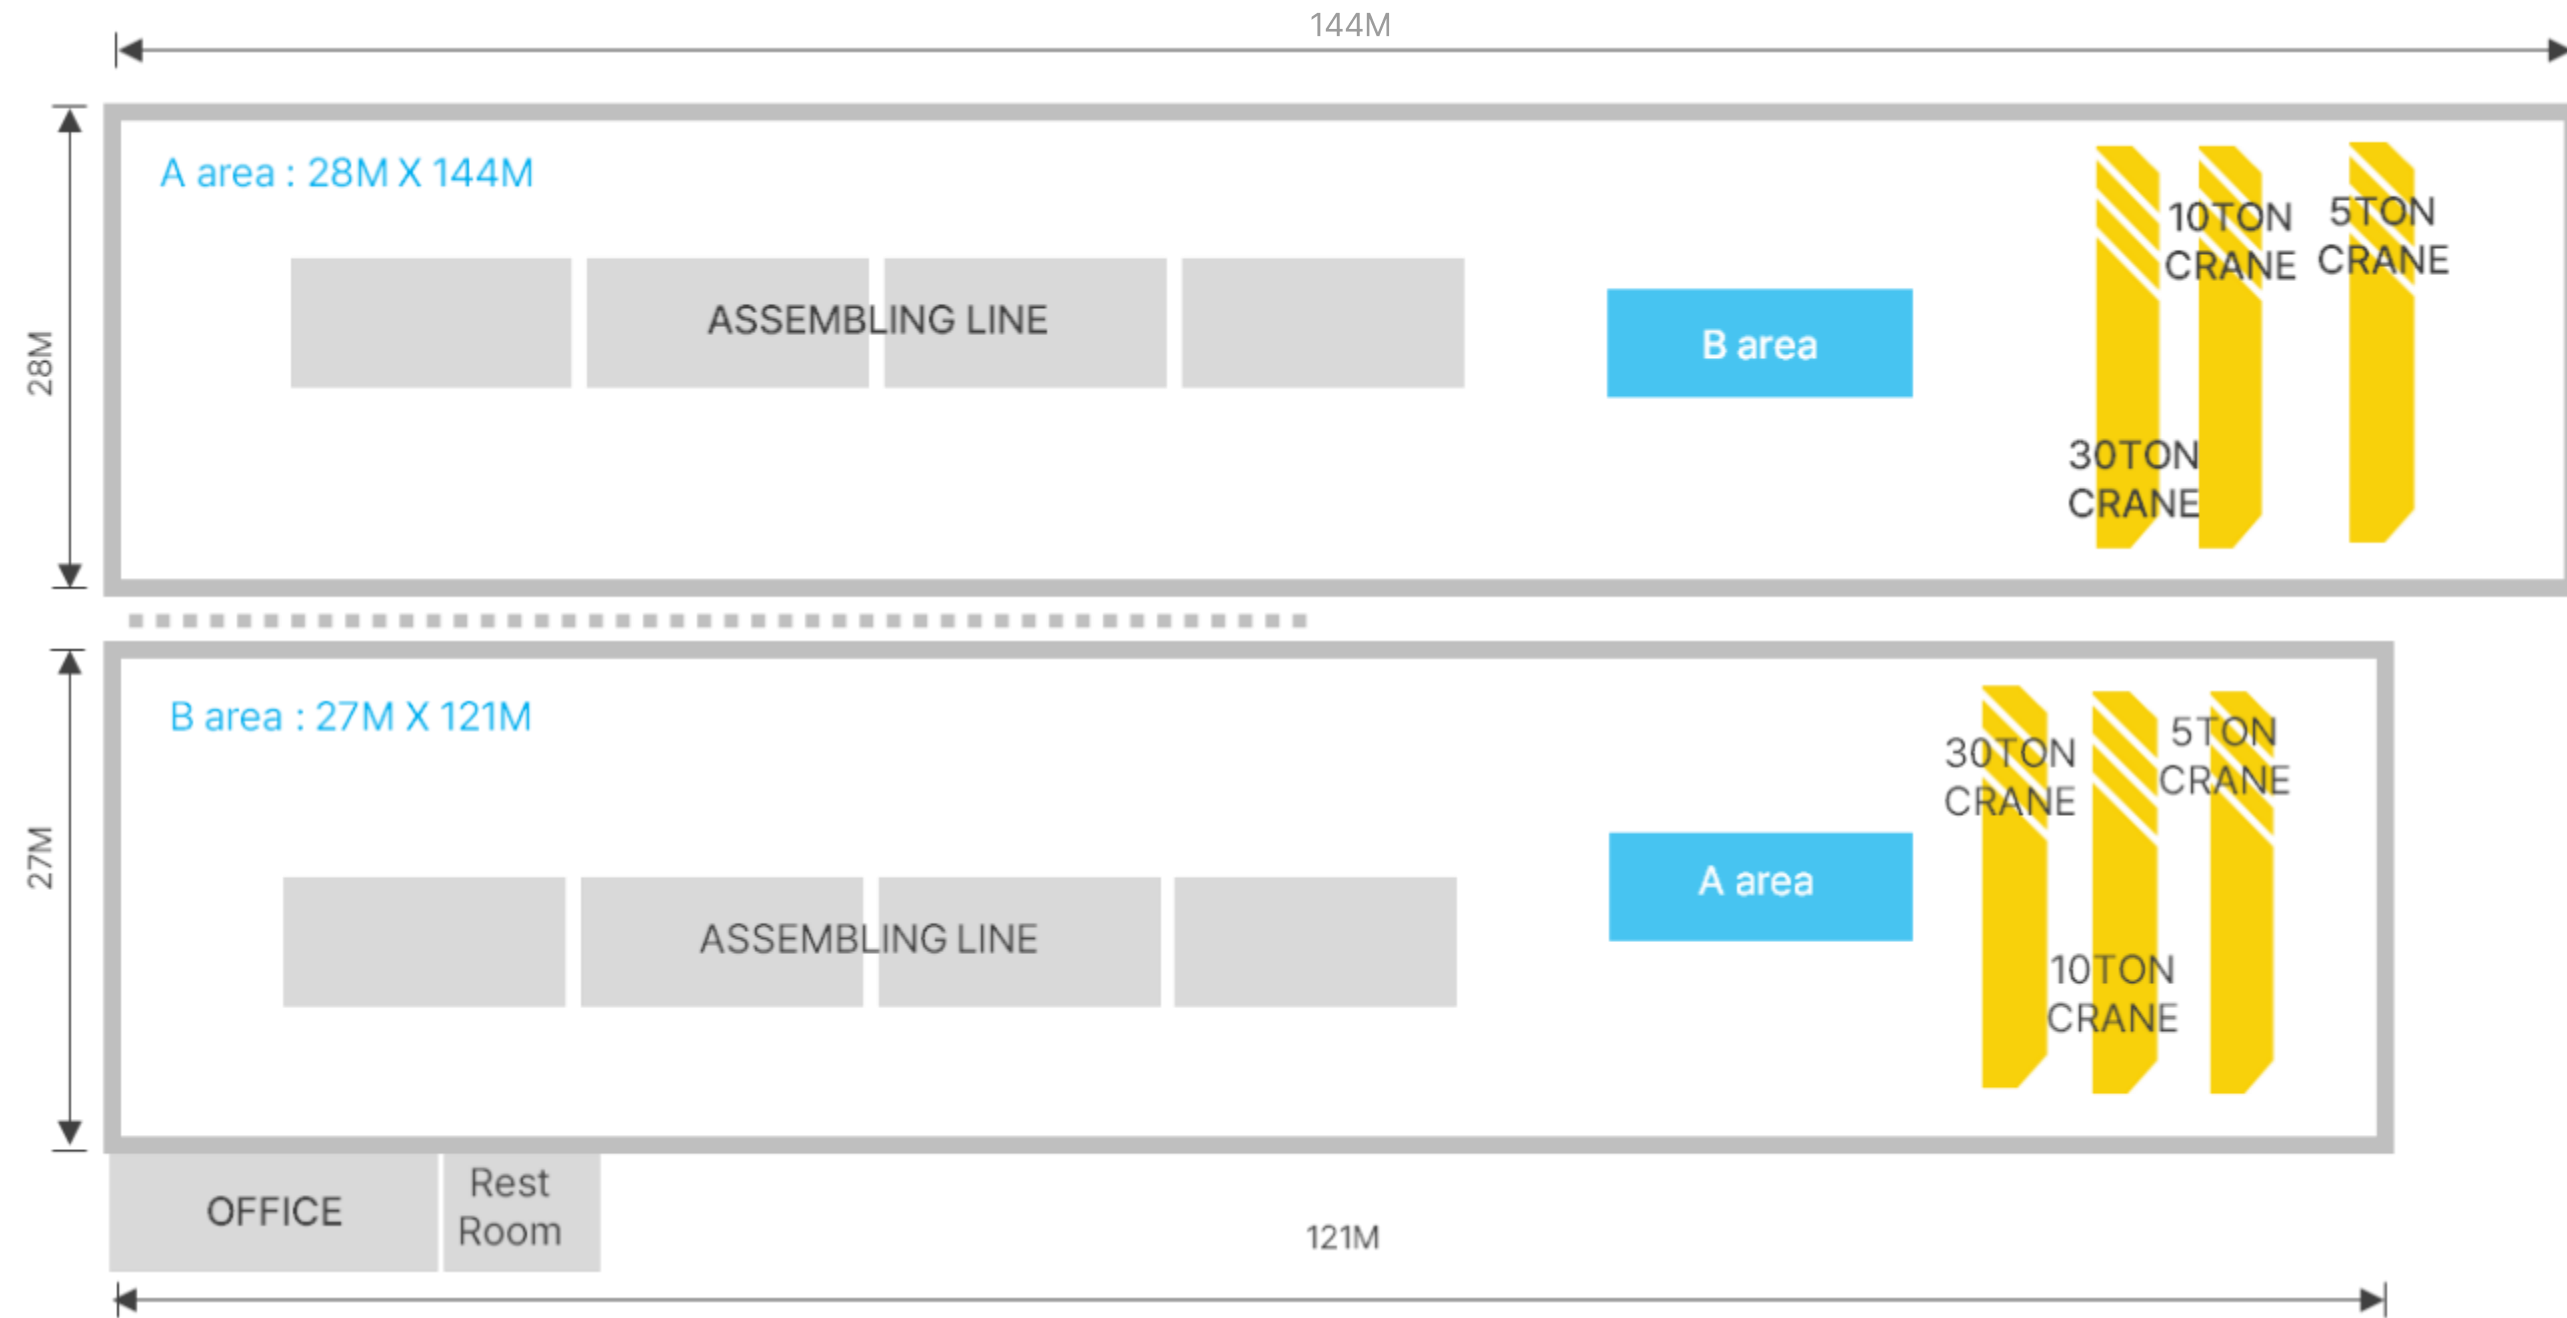 144M
28M
A area : 28M X 144M
ASSEMBLING LINE
B area
10TON
CRANE
5TON
CRANE
30TON
CRANE
27M
B area : 27M X 121M
ASSEMBLING LINE
A area
30TON
CRANE
5TON
CRANE
10TON
CRANE
OFFICE
Rest
Room
121M